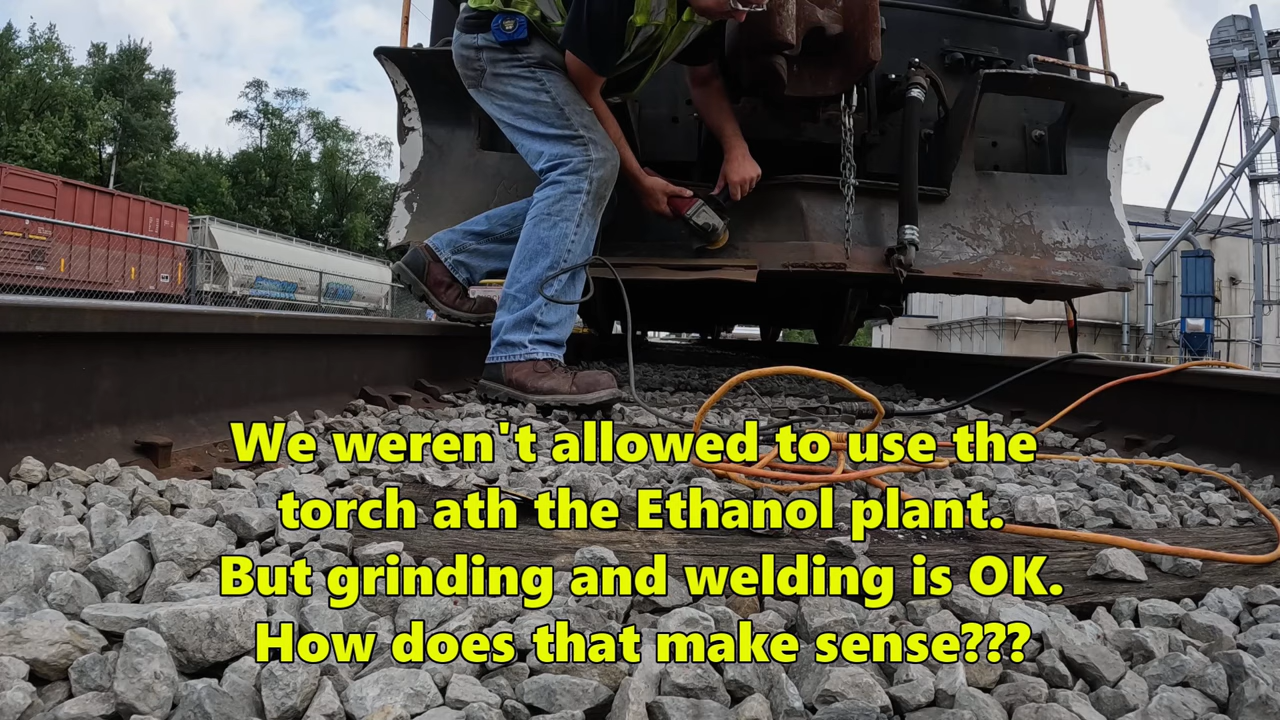 We weren't allowed to use the
torch ath the Ethanol plant.
But grinding and welding is OK.
How does that make sense???